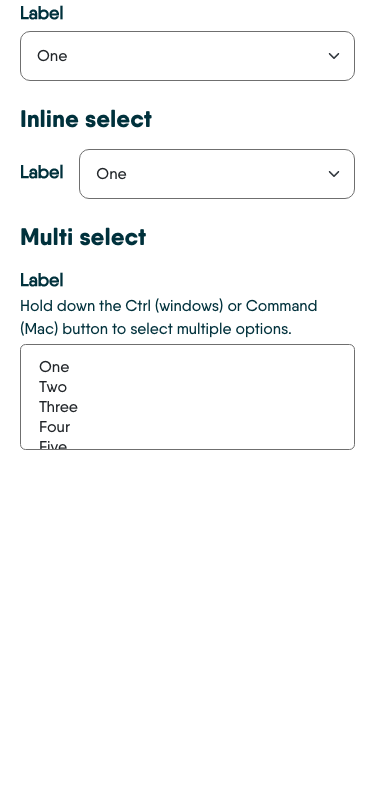 Label
One
Inline select
Label
One
Multi select
Label
Hold down the Ctrl (windows) or Command
(Mac) button to select multiple options.
One
Two
Three
Four
Five